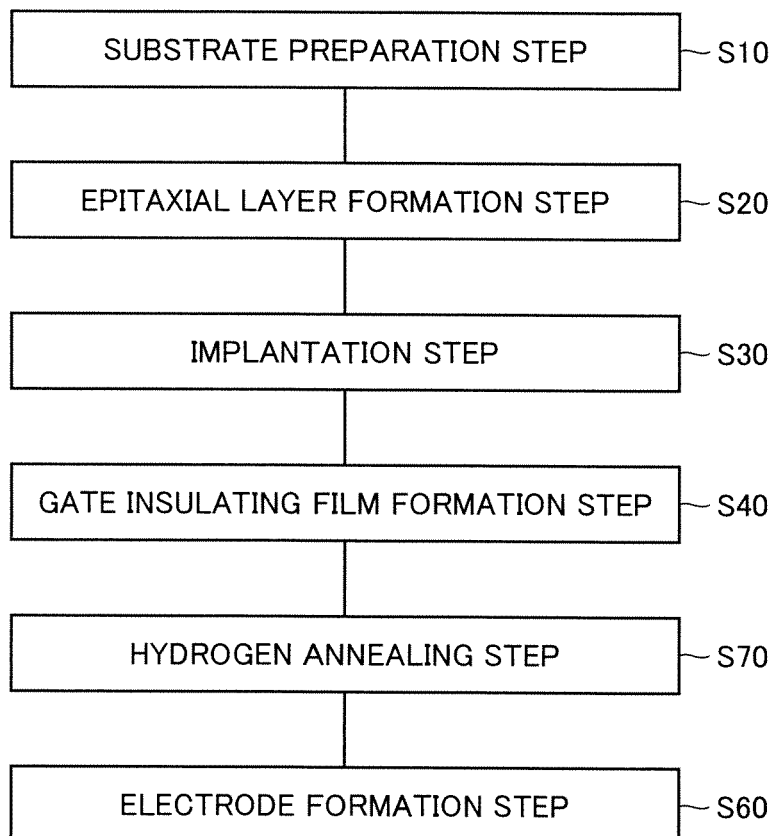 SUBSTRATE PREPARATION STEP S10
EPITAXIAL LAYER FORMATION STEP S20
IMPLANTATION STEP S30
GATE INSULATING FILM FORMATION STEP S40
HYDROGEN ANNEALING STEP S70
ELECTRODE FORMATION STEP S60